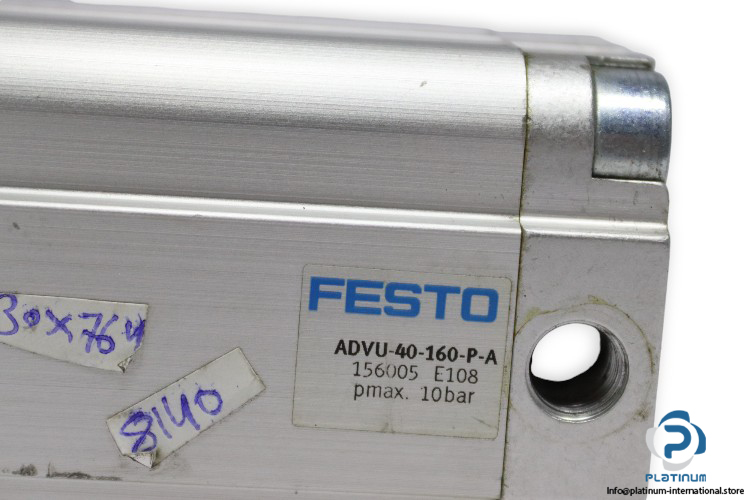 FESTO
ADVU-40-160-P-A
156005 E108
pmax. 10bar
8140
PLATINUM
Info@platinum-international.store